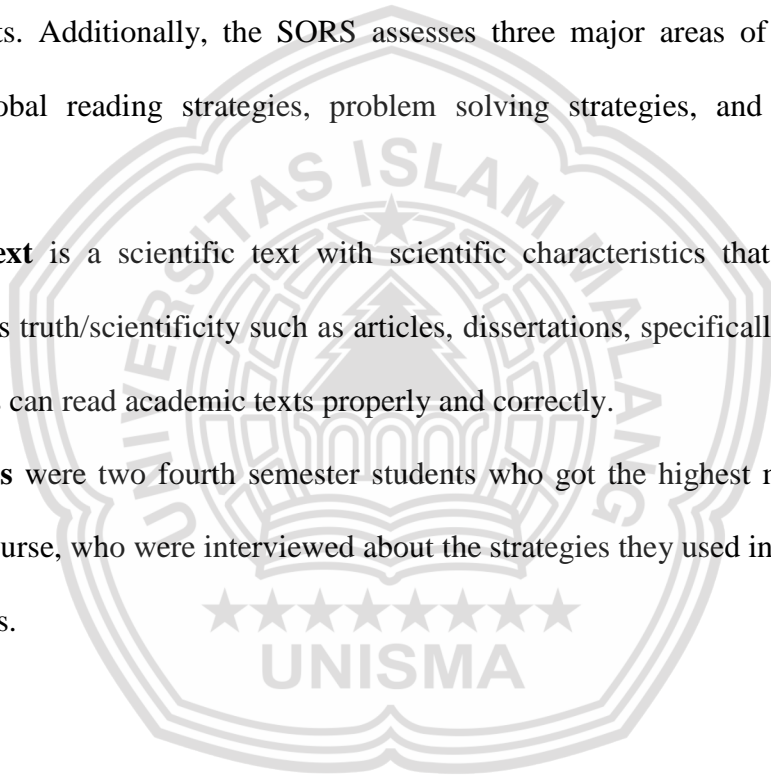 ts. Additionally, the SORS assesses three major areas of
obal reading strategies, problem solving strategies, and
ext is a scientific text with scientific characteristics that
s truth/scientificity such as articles, dissertations, specificall
can read academic texts properly and correctly.
s were two fourth semester students who got the highest
urse, who were interviewed about the strategies they used in
s.
UNIVERSITAS ISLAM MALANG
UNISMA